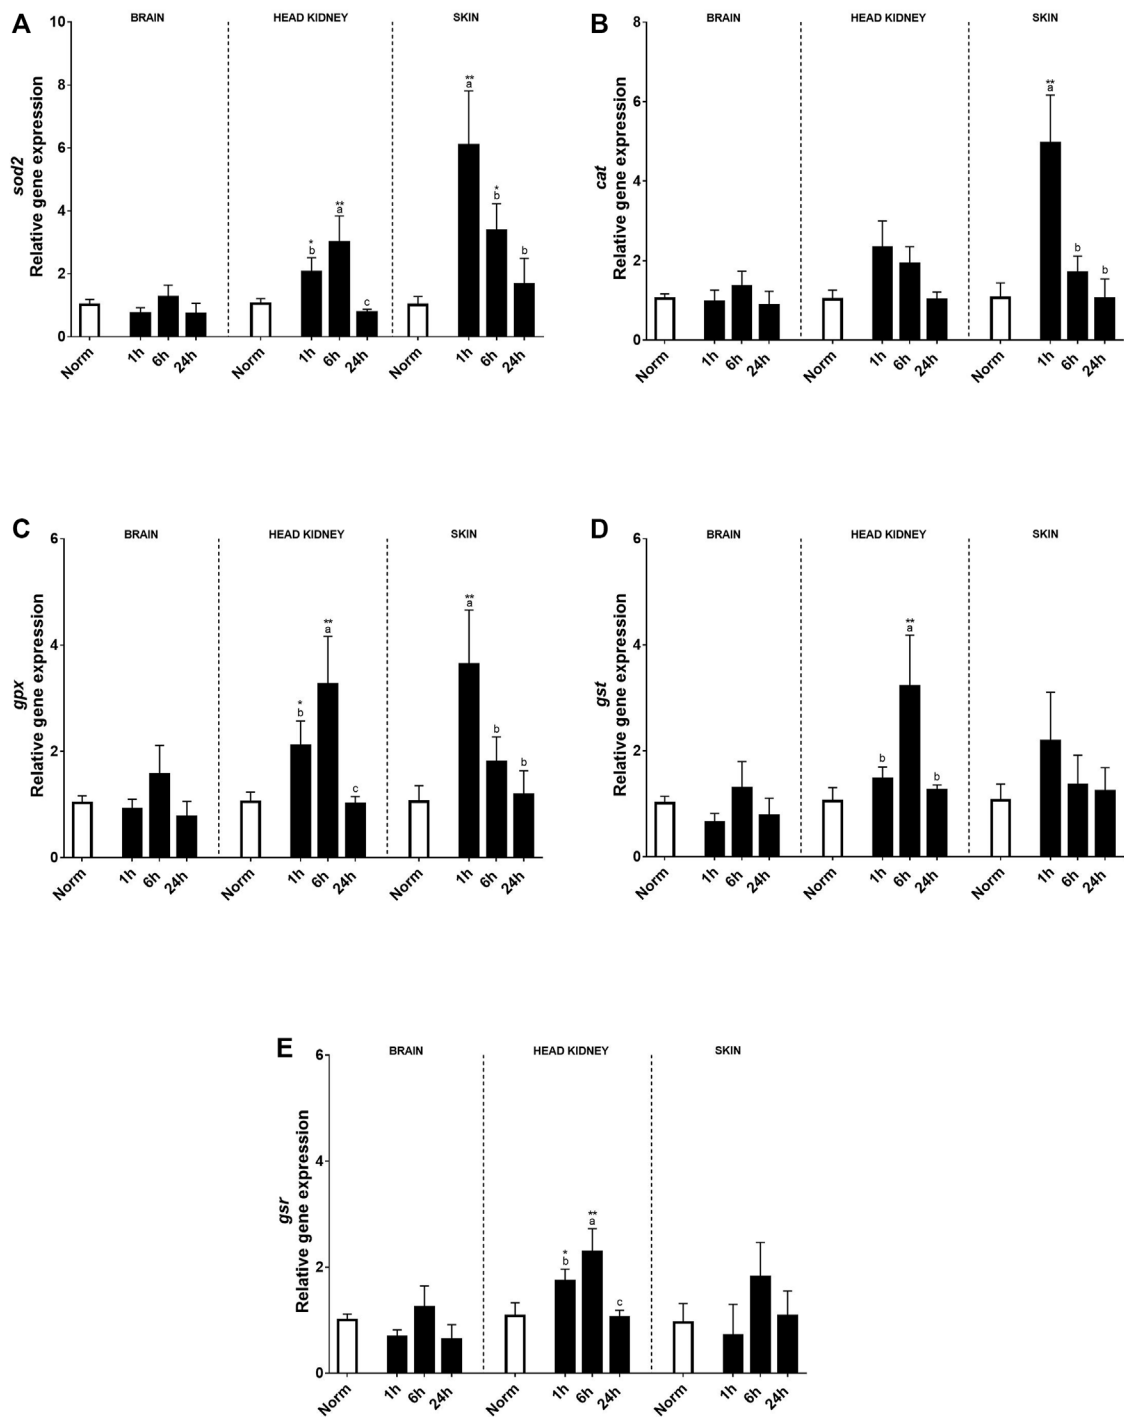 A
BRAIN HEAD KIDNEY SKIN
sod2
Relative gene expression
10
8
6
4
2
0
* b
** a
c
** a
* b
b
Norm 1h 6h 24h Norm 1h 6h 24h Norm 1h 6h 24h
B
BRAIN HEAD KIDNEY SKIN
cat
Relative gene expression
8
6
4
2
0
** a
b
b
Norm 1h 6h 24h Norm 1h 6h 24h Norm 1h 6h 24h
C
BRAIN HEAD KIDNEY SKIN
gpx
Relative gene expression
6
4
2
0
* b
** a
c
** a
b
b
Norm 1h 6h 24h Norm 1h 6h 24h Norm 1h 6h 24h
D
BRAIN HEAD KIDNEY SKIN
gst
Relative gene expression
6
4
2
0
b
** a
b
Norm 1h 6h 24h Norm 1h 6h 24h Norm 1h 6h 24h
E
BRAIN HEAD KIDNEY SKIN
gsr
Relative gene expression
6
4
2
0
* b
** a
c
Norm 1h 6h 24h Norm 1h 6h 24h Norm 1h 6h 24h